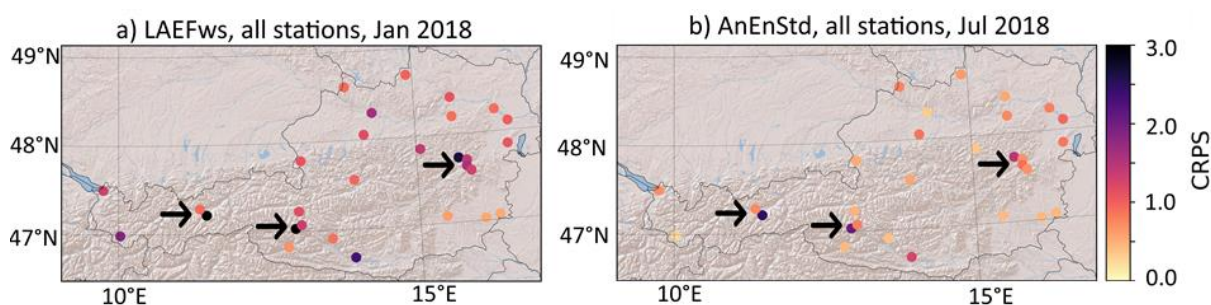 a) LAEFws, all stations, Jan 2018
b) AnEnStd, all stations, Jul 2018
49°N
48°N
47°N
10°E
15°E
49°N
48°N
47°N
10°E
15°E
3.0
2.0
1.0
0.0
CRPS